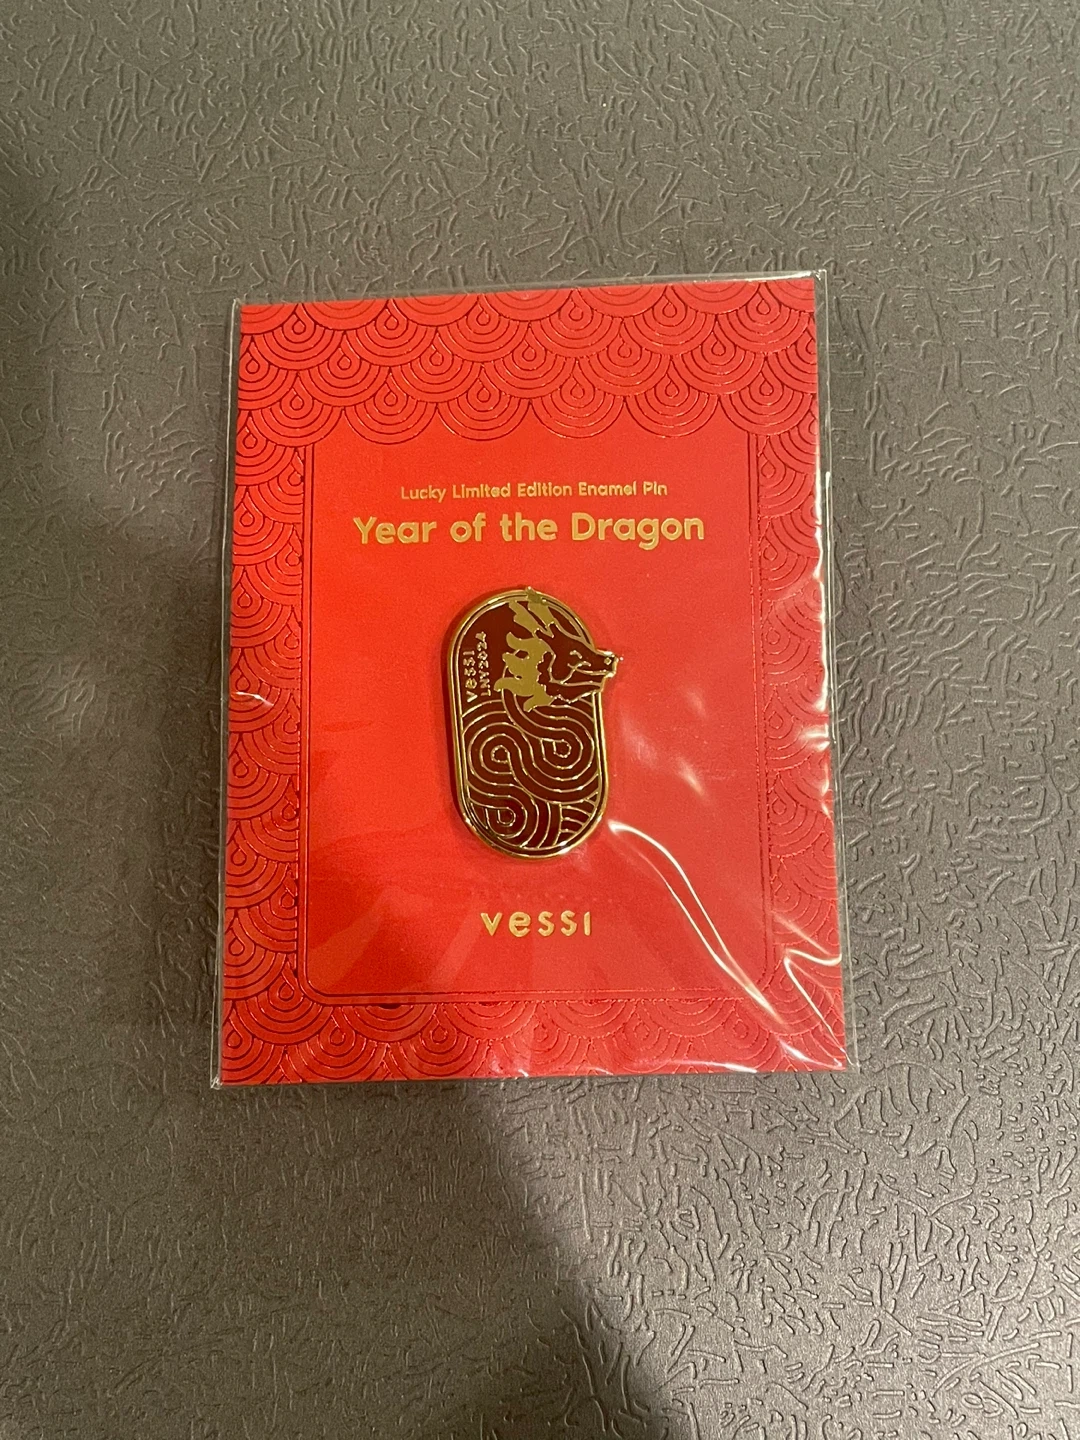 Lucky Limited Edition Enamel Pin
Year of the Dragon
vessi
LNY2024
vessi